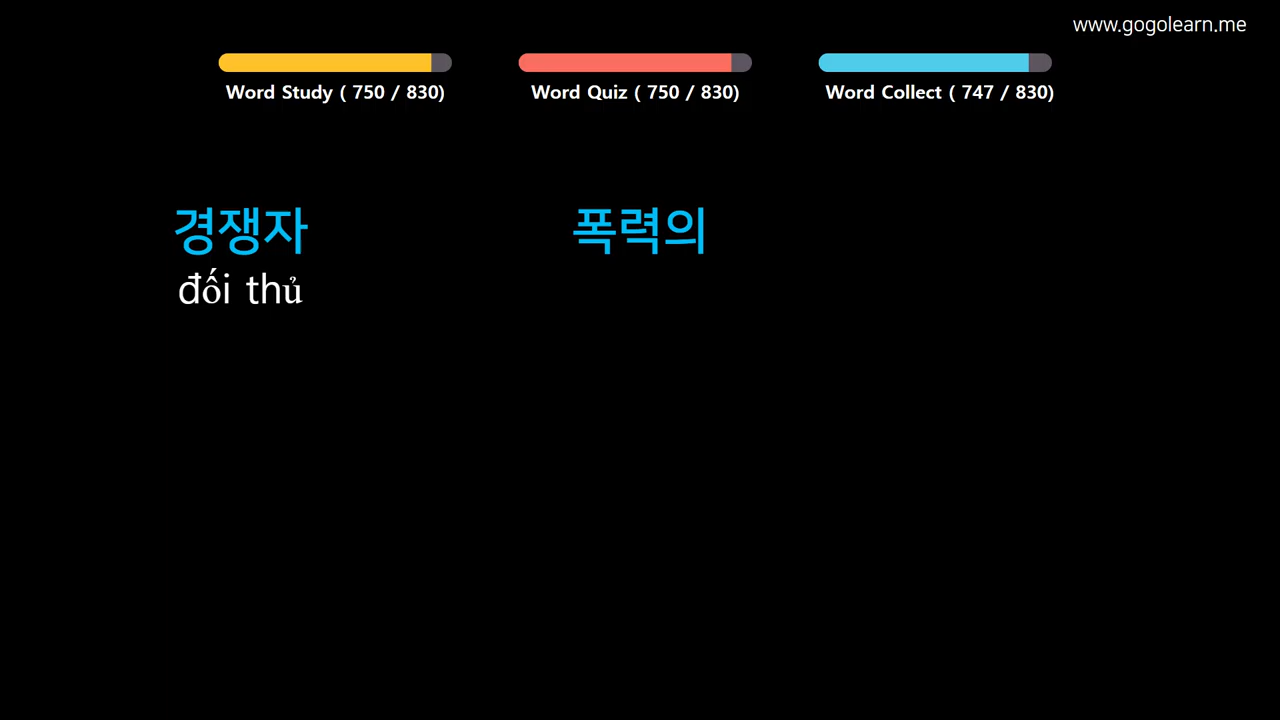 www.gogolearn.me
Word Study ( 750 / 830)
Word Quiz ( 750 / 830)
Word Collect ( 747 / 830)
경쟁자
đối thủ
폭력의